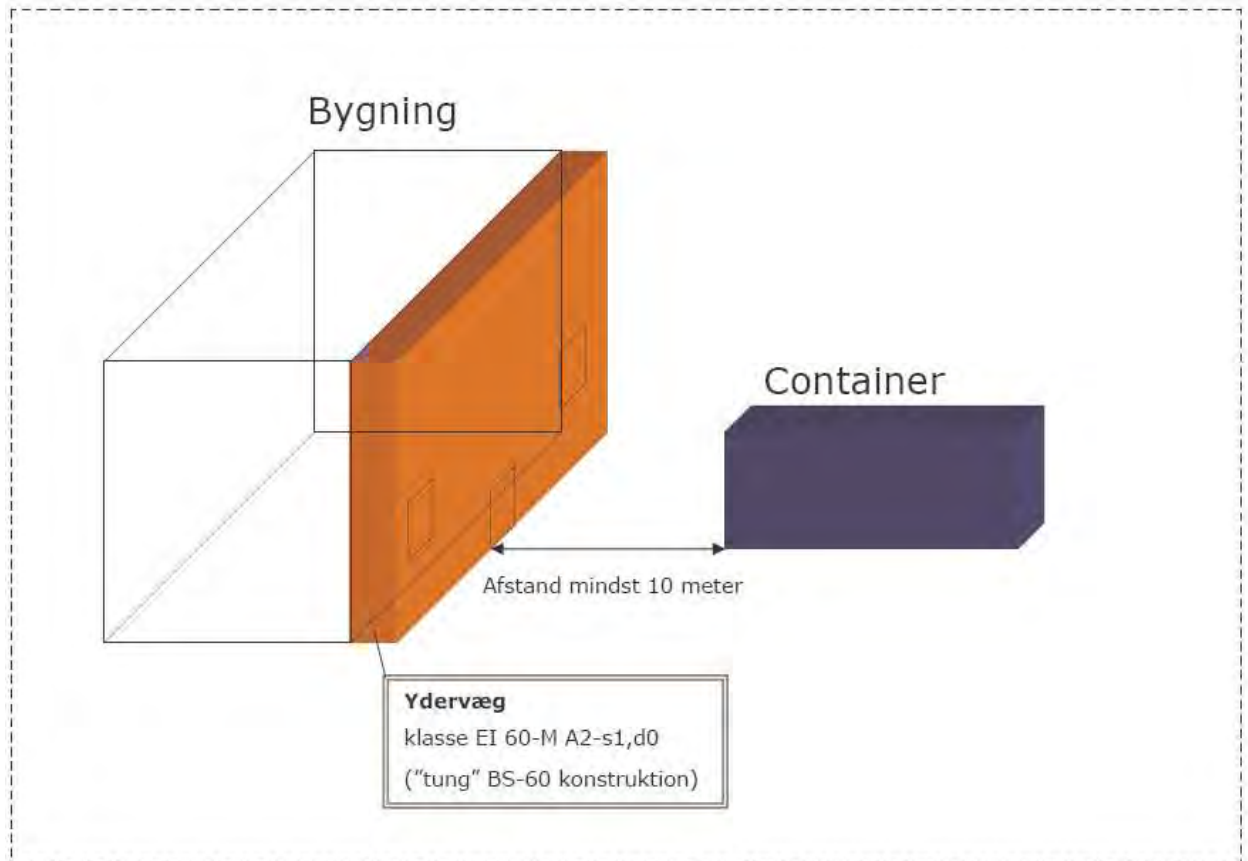 Bygning
Container
Afstand mindst 10 meter
Ydervæg
klasse EI 60-M A2-s1,d0
(”tung” BS-60 konstruktion)